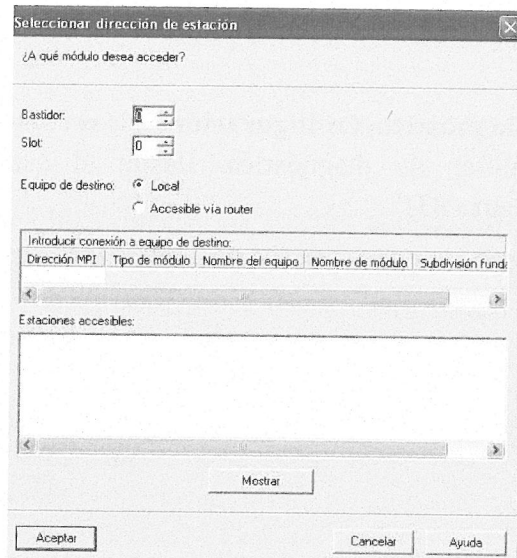 Seleccionar dirección de estación
¿A qué módulo desea acceder?
Bastidor: 0
Slot: 0
Equipo de destino: Local
Accesible vía router
Introducir conexión a equipo de destino:
Dirección MPI Tipo de módulo Nombre del equipo Nombre de módulo Subdivisión funda
Estaciones accesibles:
Mostrar
Aceptar Cancelar Ayuda